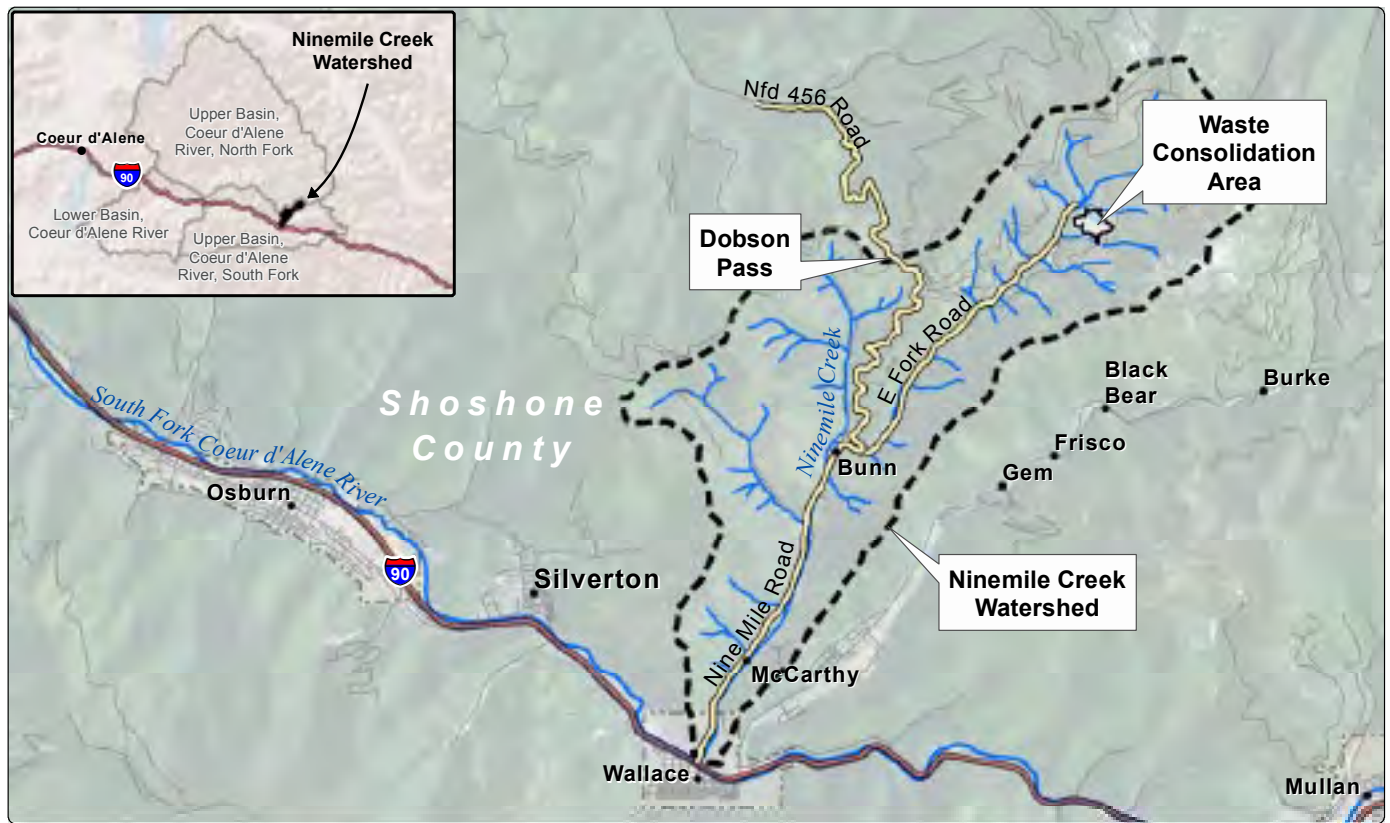 Ninemile Creek
Watershed
Upper Basin,
Coeur d'Alene
River, North Fork
Coeur d'Alene
90
Lower Basin,
Coeur d'Alene River
Upper Basin,
Coeur d'Alene
River, South Fork
Nfd 456 Road
Waste
Consolidation
Area
Dobson
Pass
Ninemile Creek
E Fork Road
Black
Bear
Burke
Shoshone
County
South Fork Coeur d'Alene River
Frisco
Bunn
Gem
Osburn
90
Silverton
Ninemile Creek
Watershed
Nine Mile Road
McCarthy
Wallace
Mullan